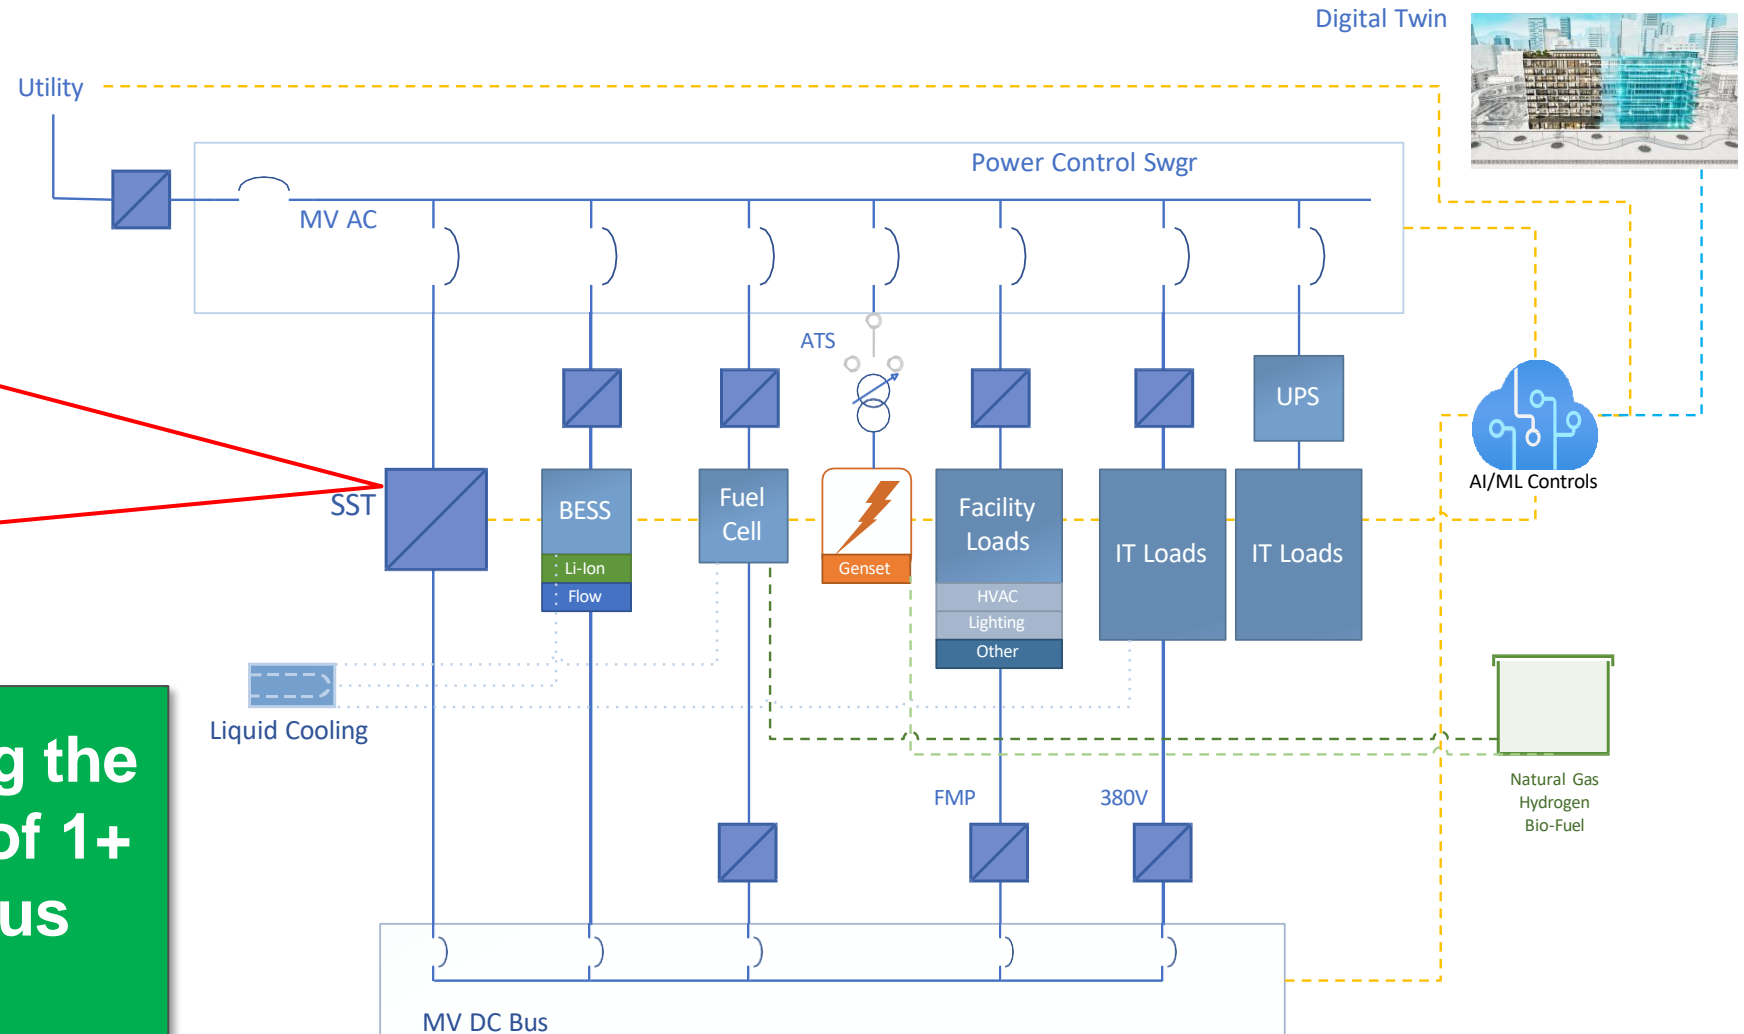 Digital Twin
Utility
Power Control Swgr
MV AC
ATS
UPS
SST
BESS
Li-Ion
Flow
Fuel
Cell
Genset
Facility
Loads
HVAC
Lighting
Other
IT Loads
IT Loads
AI/ML Controls
Liquid Cooling
g the
of 1+
us
FMP
380V
Natural Gas
Hydrogen
Bio-Fuel
MV DC Bus